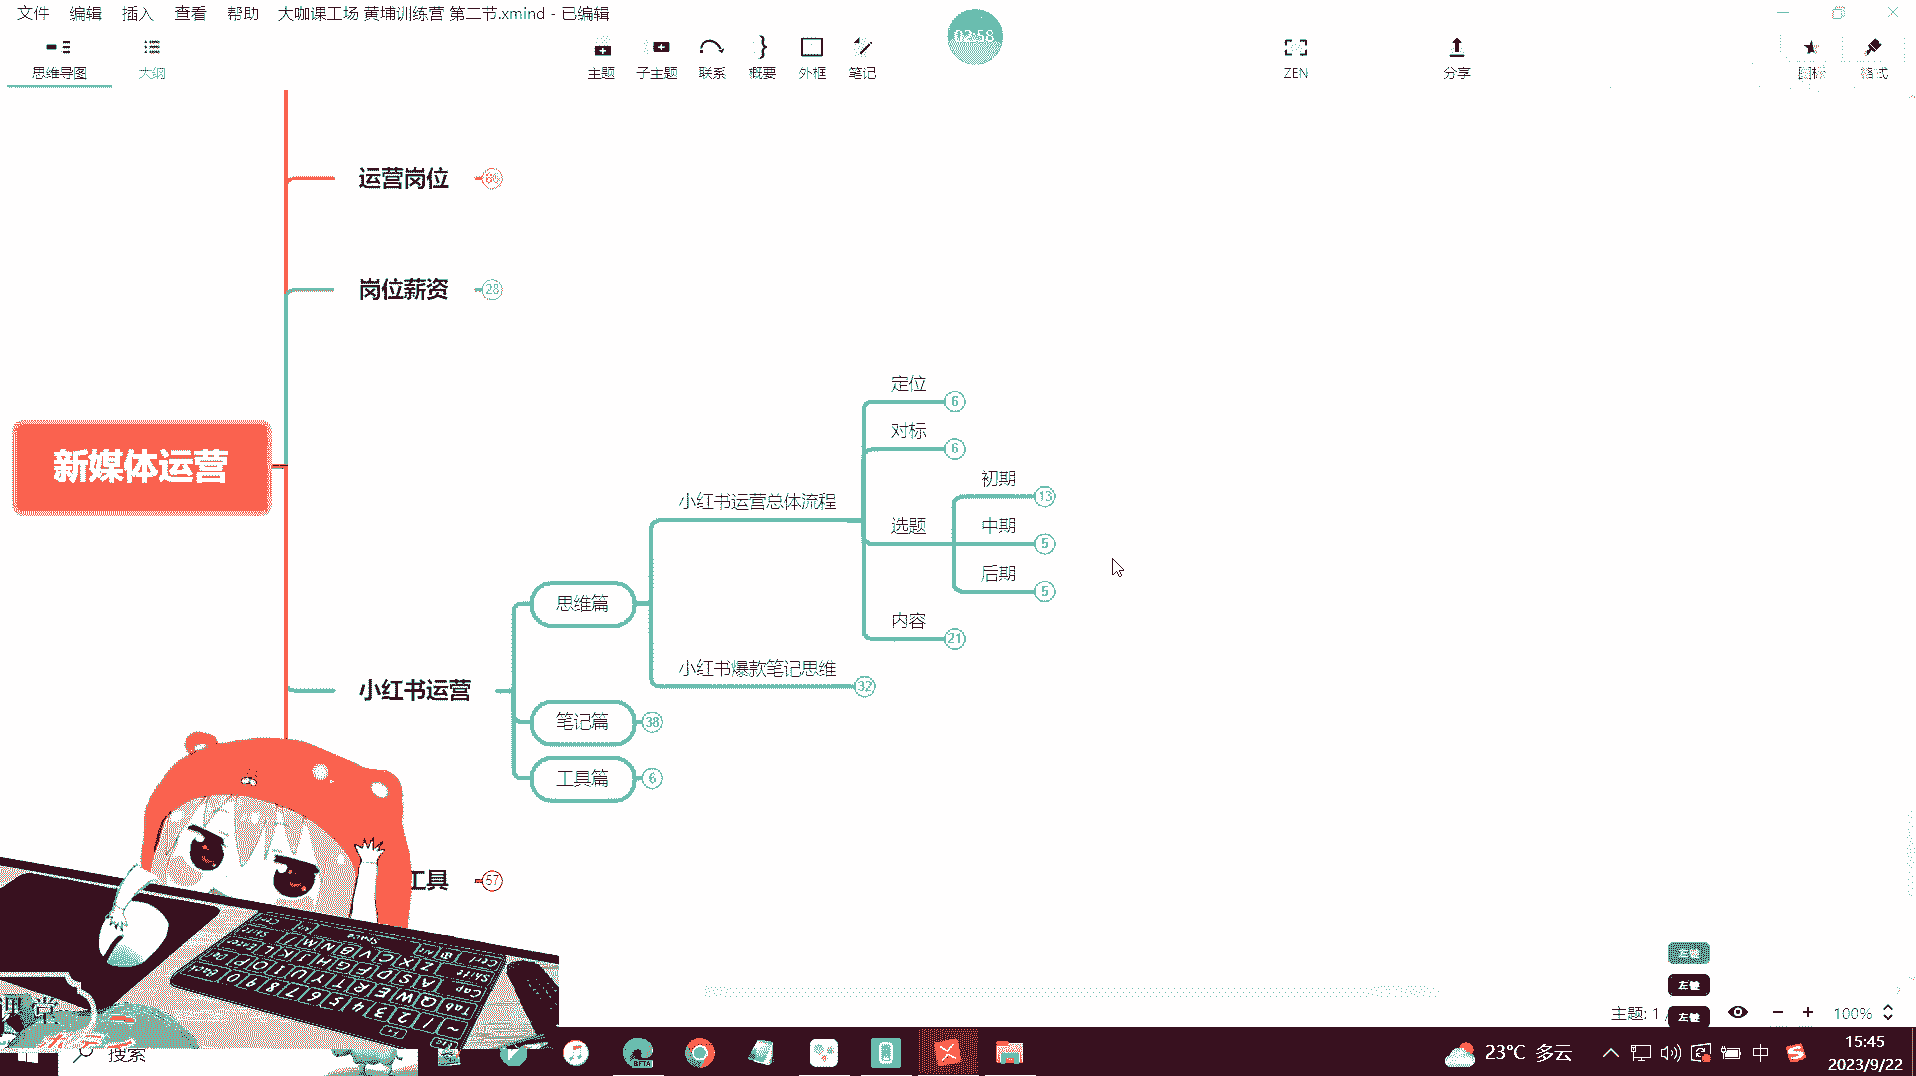 文件 编辑 插入 查看 帮助 大咖课工场 黄埔训练营 第二节.xmind - 已编辑
02:58
思维导图 大纲 主题 子主题 联系 概要 外框 笔记 ZEN 分享 图标 格式
运营岗位 66
岗位薪资 28
新媒体运营
定位 6
对标 6
初期 13
小红书运营总体流程
选题
中期 5
后期 5
思维篇
内容 21
小红书爆款笔记思维 32
小红书运营
笔记篇 38
工具篇 6
工具 57
左键
左键
主题: 1 /
左键
100%
搜索
23°C 多云
中
15:45
2023/9/22